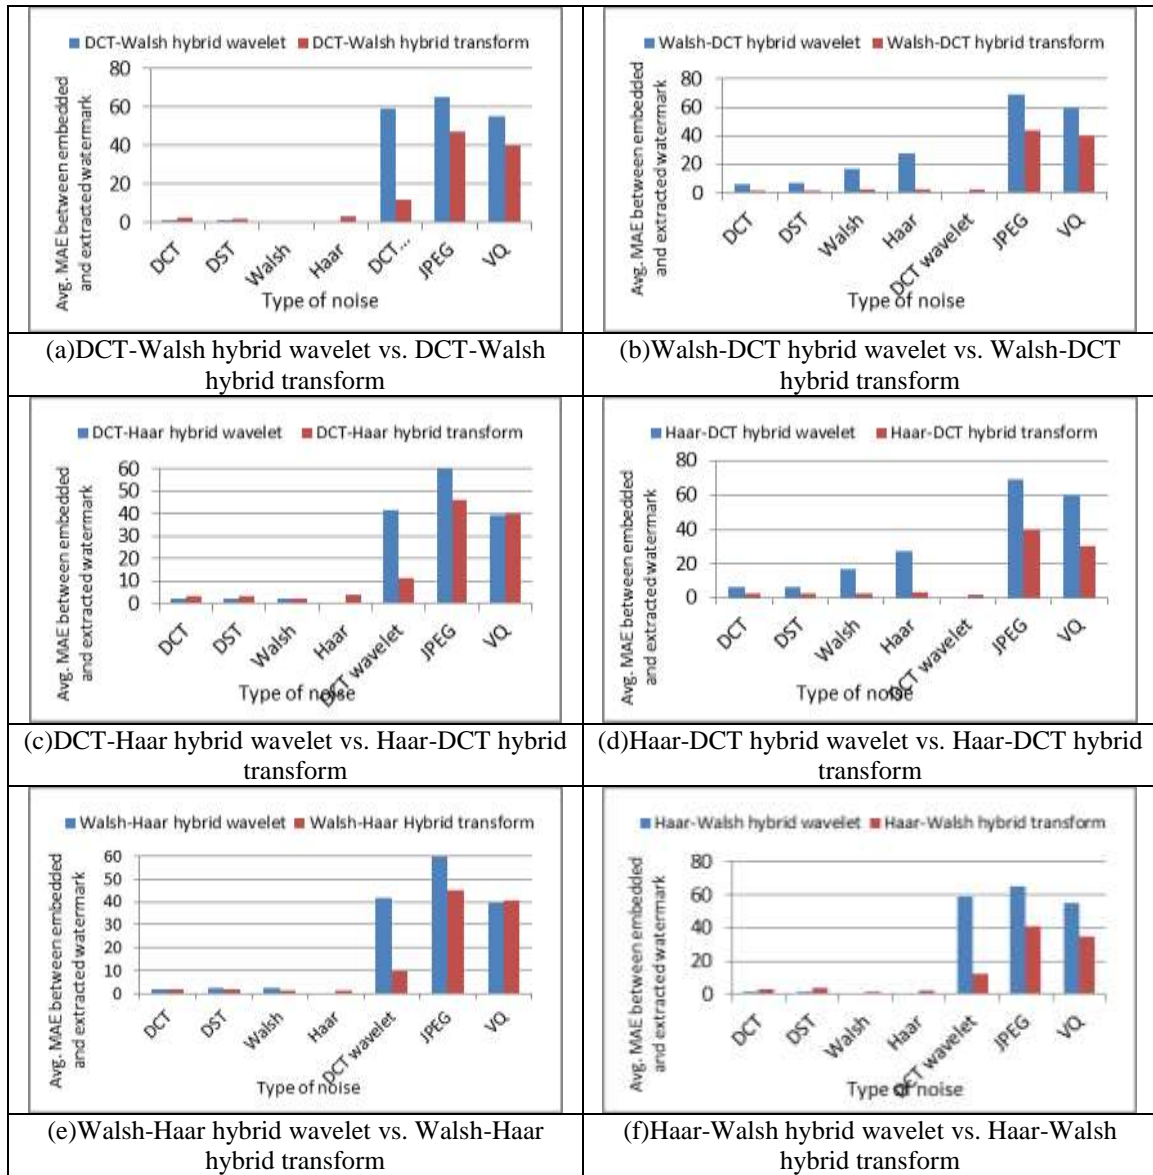 DCT-Walsh hybrid wavelet DCT-Walsh hybrid transform
Avg. MAE between embedded
and extracted watermark
80
60
40
20
0
DCT
DST
Walsh
Haar
DCT...
JPEG
VQ
Type of noise
(a)DCT-Walsh hybrid wavelet vs. DCT-Walsh
hybrid transform
Walsh-DCT hybrid wavelet Walsh-DCT hybrid transform
Avg. MAE between embedded
and extracted watermark
80
60
40
20
0
DCT
DST
Walsh
Haar
DCT wavelet
JPEG
VQ
Type of noise
(b)Walsh-DCT hybrid wavelet vs. Walsh-DCT
hybrid transform
DCT-Haar hybrid wavelet DCT-Haar hybrid transform
Avg. MAE between embedded
and extracted watermark
60
50
40
30
20
10
0
DCT
DST
Walsh
Haar
DCT wavelet
JPEG
VQ
Type of noise
(c)DCT-Haar hybrid wavelet vs. Haar-DCT hybrid
transform
Haar-DCT hybrid wavelet Haar-DCT hybrid transform
Avg. MAE between embedded
and extracted watermark
80
60
40
20
0
DCT
DST
Walsh
Haar
DCT wavelet
JPEG
VQ
Type of noise
(d)Haar-DCT hybrid wavelet vs. Haar-DCT hybrid
transform
Walsh-Haar hybrid wavelet Walsh-Haar Hybrid transform
Avg. MAE between embedded
and extracted watermark
60
50
40
30
20
10
0
DCT
DST
Walsh
Haar
DCT wavelet
JPEG
VQ
Type of noise
(e)Walsh-Haar hybrid wavelet vs. Walsh-Haar
hybrid transform
Haar-Walsh hybrid wavelet Haar-Walsh hybrid transform
Avg. MAE between embedded
and extracted watermark
80
60
40
20
0
DCT
DST
Walsh
Haar
DCT wavelet
JPEG
VQ
Type of noise
(f)Haar-Walsh hybrid wavelet vs. Haar-Walsh
hybrid transform